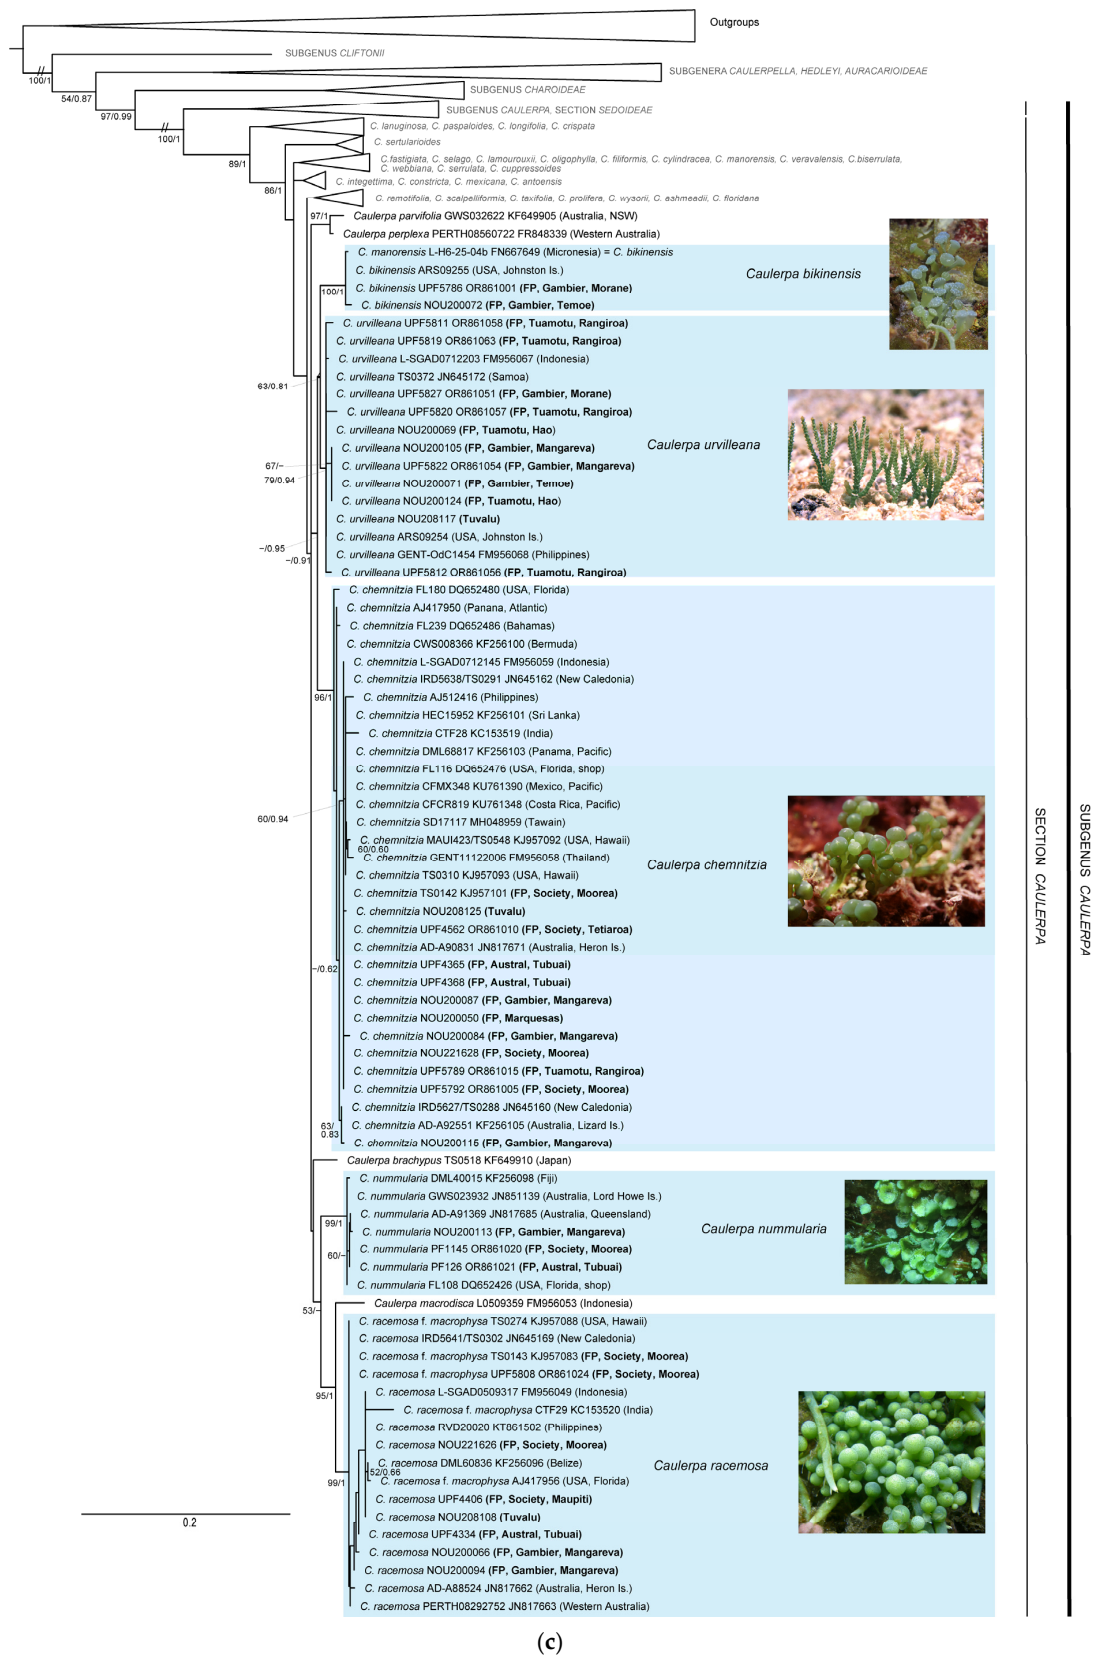 Outgroups
SUBGENUS CLIFTONII
100/1
SUBGENERA CAULERPELLA, HEDLEYI, AURACARIOIDEAE
54/0.87
SUBGENUS CHAROIDEAE
97/0.99
SUBGENUS CAULERPA, SECTION SEDOIDEAE
100/1
C. lanuginosa, C. paspaloides, C. longifolia, C. crispata
C. sertularioides
89/1
C.fastigiata, C. selago, C. lamourouxii, C. oligophylla, C. filiformis, C. cylindracea, C. manorensis, C. veravalensis, C.biserrulata,
C. webbiana, C. serrulata, C. cuppressoides
C. integettima, C. constricta, C. mexicana, C. antoensis
86/1
C. remotifolia, C. scalpelliformis, C. taxifolia, C. prolifera, C. wysorii, C. ashmeadii, C. floridana
97/1
Caulerpa parvifolia GWS032622 KF649905 (Australia, NSW)
Caulerpa perplexa PERTH08560722 FR848339 (Western Australia)
C. manorensis L-H6-25-04b FN667649 (Micronesia) = C. bikinensis
C. bikinensis ARS09255 (USA, Johnston Is.)
Caulerpa bikinensis
100/1
C. bikinensis UPF5786 OR861001 (FP, Gambier, Morane)
C. bikinensis NOU200072 (FP, Gambier, Temoe)
C. urvilleana UPF5811 OR861058 (FP, Tuamotu, Rangiroa)
C. urvilleana UPF5819 OR861063 (FP, Tuamotu, Rangiroa)
C. urvilleana L-SGAD0712203 FM956067 (Indonesia)
C. urvilleana TS0372 JN645172 (Samoa)
63/0.81
C. urvilleana UPF5827 OR861051 (FP, Gambier, Morane)
C. urvilleana UPF5820 OR861057 (FP, Tuamotu, Rangiroa)
C. urvilleana NOU200069 (FP, Tuamotu, Hao)
C. urvilleana NOU200105 (FP, Gambier, Mangareva)
Caulerpa urvilleana
67/–
C. urvilleana UPF5822 OR861054 (FP, Gambier, Mangareva)
79/0.94
C. urvilleana NOU200071 (FP, Gambier, Temoe)
C. urvilleana NOU200124 (FP, Tuamotu, Hao)
C. urvilleana NOU208117 (Tuvalu)
C. urvilleana ARS09254 (USA, Johnston Is.)
–/0.95
–/0.91
C. urvilleana GENT-OdC1454 FM956068 (Philippines)
C. urvilleana UPF5812 OR861056 (FP, Tuamotu, Rangiroa)
C. chemnitzia FL180 DQ652480 (USA, Florida)
C. chemnitzia AJ417950 (Panana, Atlantic)
C. chemnitzia FL239 DQ652486 (Bahamas)
C. chemnitzia CWS008366 KF256100 (Bermuda)
C. chemnitzia L-SGAD0712145 FM956059 (Indonesia)
C. chemnitzia IRD5638/TS0291 JN645162 (New Caledonia)
96/1
C. chemnitzia AJ512416 (Philippines)
C. chemnitzia HEC15952 KF256101 (Sri Lanka)
C. chemnitzia CTF28 KC153519 (India)
C. chemnitzia DML68817 KF256103 (Panama, Pacific)
C. chemnitzia FL116 DQ652476 (USA, Florida, shop)
C. chemnitzia CFMX348 KU761390 (Mexico, Pacific)
C. chemnitzia CFCR819 KU761348 (Costa Rica, Pacific)
60/0.94
C. chemnitzia SD17117 MH048959 (Tawain)
C. chemnitzia MAUI423/TS0548 KJ957092 (USA, Hawaii)
60/0.60
C. chemnitzia GENT11122006 FM956058 (Thailand)
Caulerpa chemnitzia
C. chemnitzia TS0310 KJ957093 (USA, Hawaii)
C. chemnitzia TS0142 KJ957101 (FP, Society, Moorea)
C. chemnitzia NOU208125 (Tuvalu)
C. chemnitzia UPF4562 OR861010 (FP, Society, Tetiaroa)
C. chemnitzia AD-A90831 JN817671 (Australia, Heron Is.)
C. chemnitzia UPF4365 (FP, Austral, Tubuai)
–/0.62
C. chemnitzia UPF4368 (FP, Austral, Tubuai)
C. chemnitzia NOU200087 (FP, Gambier, Mangareva)
C. chemnitzia NOU200050 (FP, Marquesas)
C. chemnitzia NOU200084 (FP, Gambier, Mangareva)
C. chemnitzia NOU221628 (FP, Society, Moorea)
C. chemnitzia UPF5789 OR861015 (FP, Tuamotu, Rangiroa)
C. chemnitzia UPF5792 OR861005 (FP, Society, Moorea)
C. chemnitzia IRD5627/TS0288 JN645160 (New Caledonia)
63/
0.83
C. chemnitzia AD-A92551 KF256105 (Australia, Lizard Is.)
C. chemnitzia NOU200115 (FP, Gambier, Mangareva)
Caulerpa brachypus TS0518 KF649910 (Japan)
C. nummularia DML40015 KF256098 (Fiji)
C. nummularia GWS023932 JN851139 (Australia, Lord Howe Is.)
C. nummularia AD-A91369 JN817685 (Australia, Queensland)
99/1
C. nummularia NOU200113 (FP, Gambier, Mangareva)
Caulerpa nummularia
C. nummularia PF1145 OR861020 (FP, Society, Moorea)
60/–
C. nummularia PF126 OR861021 (FP, Austral, Tubuai)
C. nummularia FL108 DQ652426 (USA, Florida, shop)
Caulerpa macrodisca L0509359 FM956053 (Indonesia)
53/–
C. racemosa f. macrophysa TS0274 KJ957088 (USA, Hawaii)
C. racemosa IRD5641/TS0302 JN645169 (New Caledonia)
C. racemosa f. macrophysa TS0143 KJ957083 (FP, Society, Moorea)
C. racemosa f. macrophysa UPF5808 OR861024 (FP, Society, Moorea)
95/1
C. racemosa L-SGAD0509317 FM956049 (Indonesia)
C. racemosa f. macrophysa CTF29 KC153520 (India)
C. racemosa RVD20020 KT861502 (Philippines)
C. racemosa NOU221626 (FP, Society, Moorea)
C. racemosa DML60836 KF256096 (Belize)
Caulerpa racemosa
52/0.66
C. racemosa f. macrophysa AJ417956 (USA, Florida)
99/1
C. racemosa UPF4406 (FP, Society, Maupiti)
C. racemosa NOU208108 (Tuvalu)
C. racemosa UPF4334 (FP, Austral, Tubuai)
C. racemosa NOU200066 (FP, Gambier, Mangareva)
C. racemosa NOU200094 (FP, Gambier, Mangareva)
C. racemosa AD-A88524 JN817662 (Australia, Heron Is.)
C. racemosa PERTH08292752 JN817663 (Western Australia)
0.2
SECTION CAULERPA
SUBGENUS CAULERPA
(c)